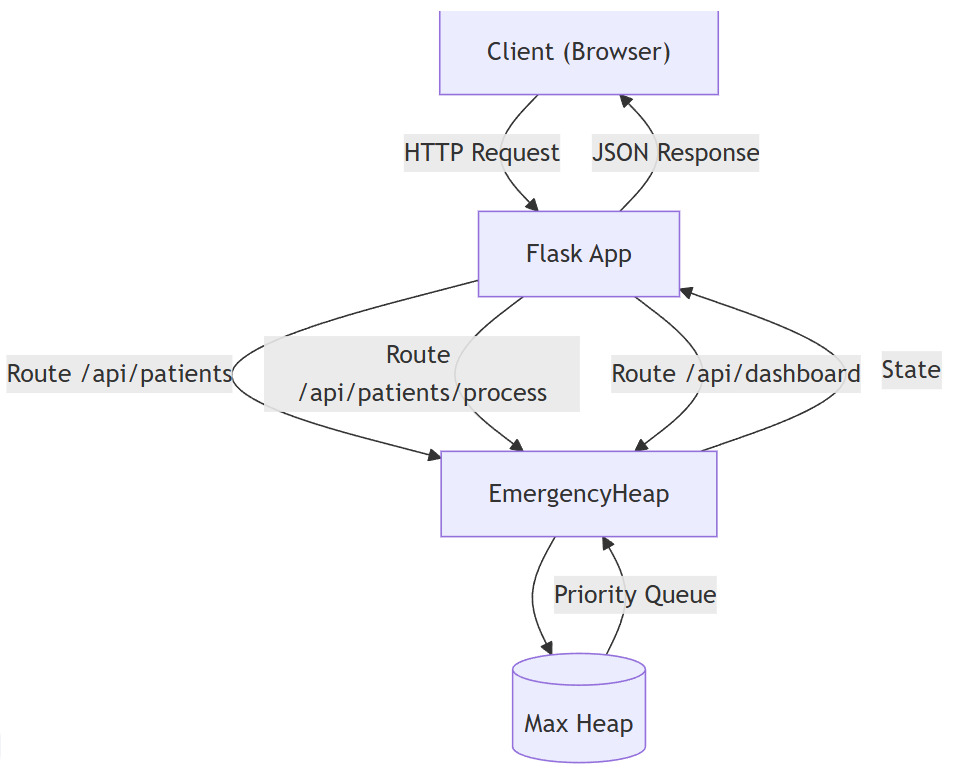 Client (Browser)
HTTP Request
JSON Response
Flask App
Route /api/patients
Route
/api/patients/process
Route /api/dashboard
State
EmergencyHeap
Priority Queue
Max Heap